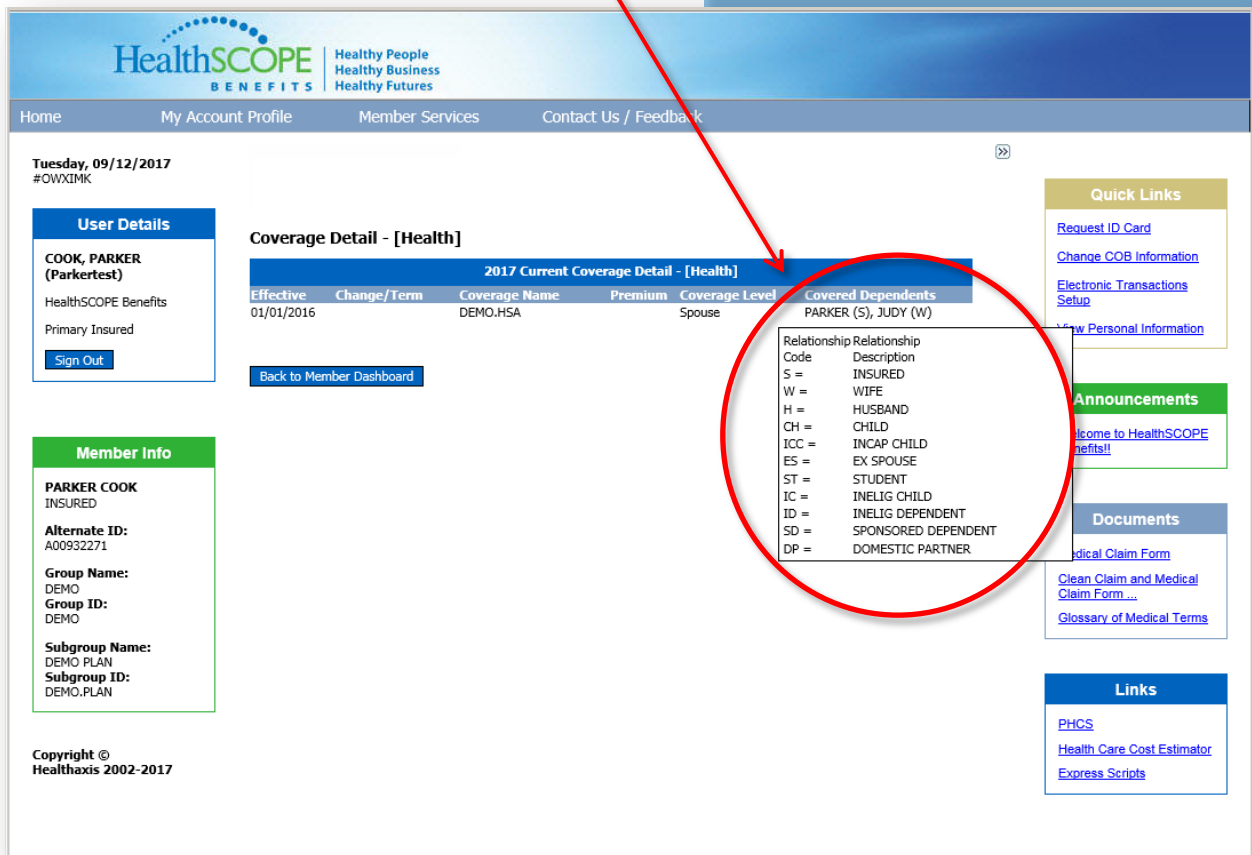 HealthSCOPE
BENEFITS
Healthy People
Healthy Business
Healthy Futures
Home My Account Profile Member Services Contact Us / Feedback
Tuesday, 09/12/2017
#OWXIMK
User Details
COOK, PARKER
(Parkertest)
HealthSCOPE Benefits
Primary Insured
Sign Out
Member Info
PARKER COOK
INSURED
Alternate ID:
A00932271
Group Name:
DEMO
Group ID:
DEMO
Subgroup Name:
DEMO PLAN
Subgroup ID:
DEMO.PLAN
Copyright ©
Healthaxis 2002-2017
Coverage Detail - [Health]
2017 Current Coverage Detail - [Health]
Effective Change/Term Coverage Name Premium Coverage Level Covered Dependents
01/01/2016 DEMO.HSA Spouse PARKER (S), JUDY (W)
Back to Member Dashboard
Relationship Relationship
Code Description
S = INSURED
W = WIFE
H = HUSBAND
CH = CHILD
ICC = INCAP CHILD
ES = EX SPOUSE
ST = STUDENT
IC = INELIG CHILD
ID = INELIG DEPENDENT
SD = SPONSORED DEPENDENT
DP = DOMESTIC PARTNER
Quick Links
Request ID Card
Change COB Information
Electronic Transactions
Setup
View Personal Information
Announcements
Welcome to HealthSCOPE
Benefits!!
Documents
Medical Claim Form
Clean Claim and Medical
Claim Form ...
Glossary of Medical Terms
Links
PHCS
Health Care Cost Estimator
Express Scripts